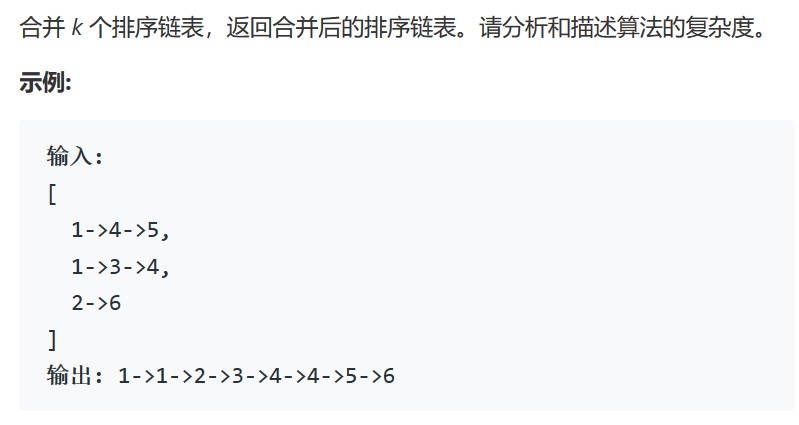 合并 k 个排序链表，返回合并后的排序链表。请分析和描述算法的复杂度。
示例:
输入:
[
  1->4->5,
  1->3->4,
  2->6
]
输出: 1->1->2->3->4->4->5->6